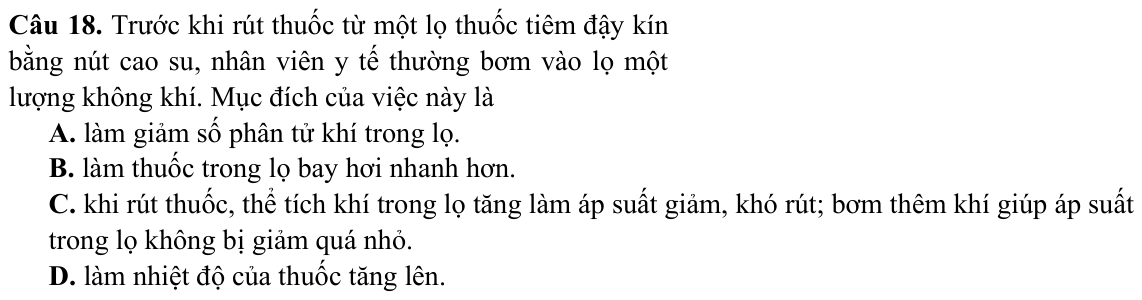 Câu 18. Trước khi rút thuốc từ một lọ thuốc tiêm đậy kín
bằng nút cao su, nhân viên y tế thường bơm vào lọ một
lượng không khí. Mục đích của việc này là
A. làm giảm số phân tử khí trong lọ.
B. làm thuốc trong lọ bay hơi nhanh hơn.
C. khi rút thuốc, thể tích khí trong lọ tăng làm áp suất giảm, khó rút; bơm thêm khí giúp áp suất
trong lọ không bị giảm quá nhỏ.
D. làm nhiệt độ của thuốc tăng lên.